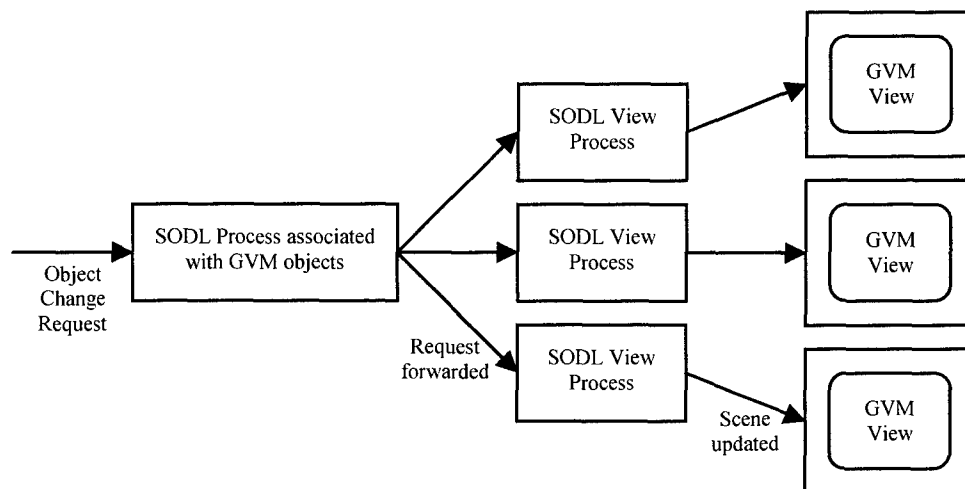 Object
Change
Request
SODL Process associated
with GVM objects
Request
forwarded
SODL View
Process
SODL View
Process
SODL View
Process
Scene
updated
GVM
View
GVM
View
GVM
View